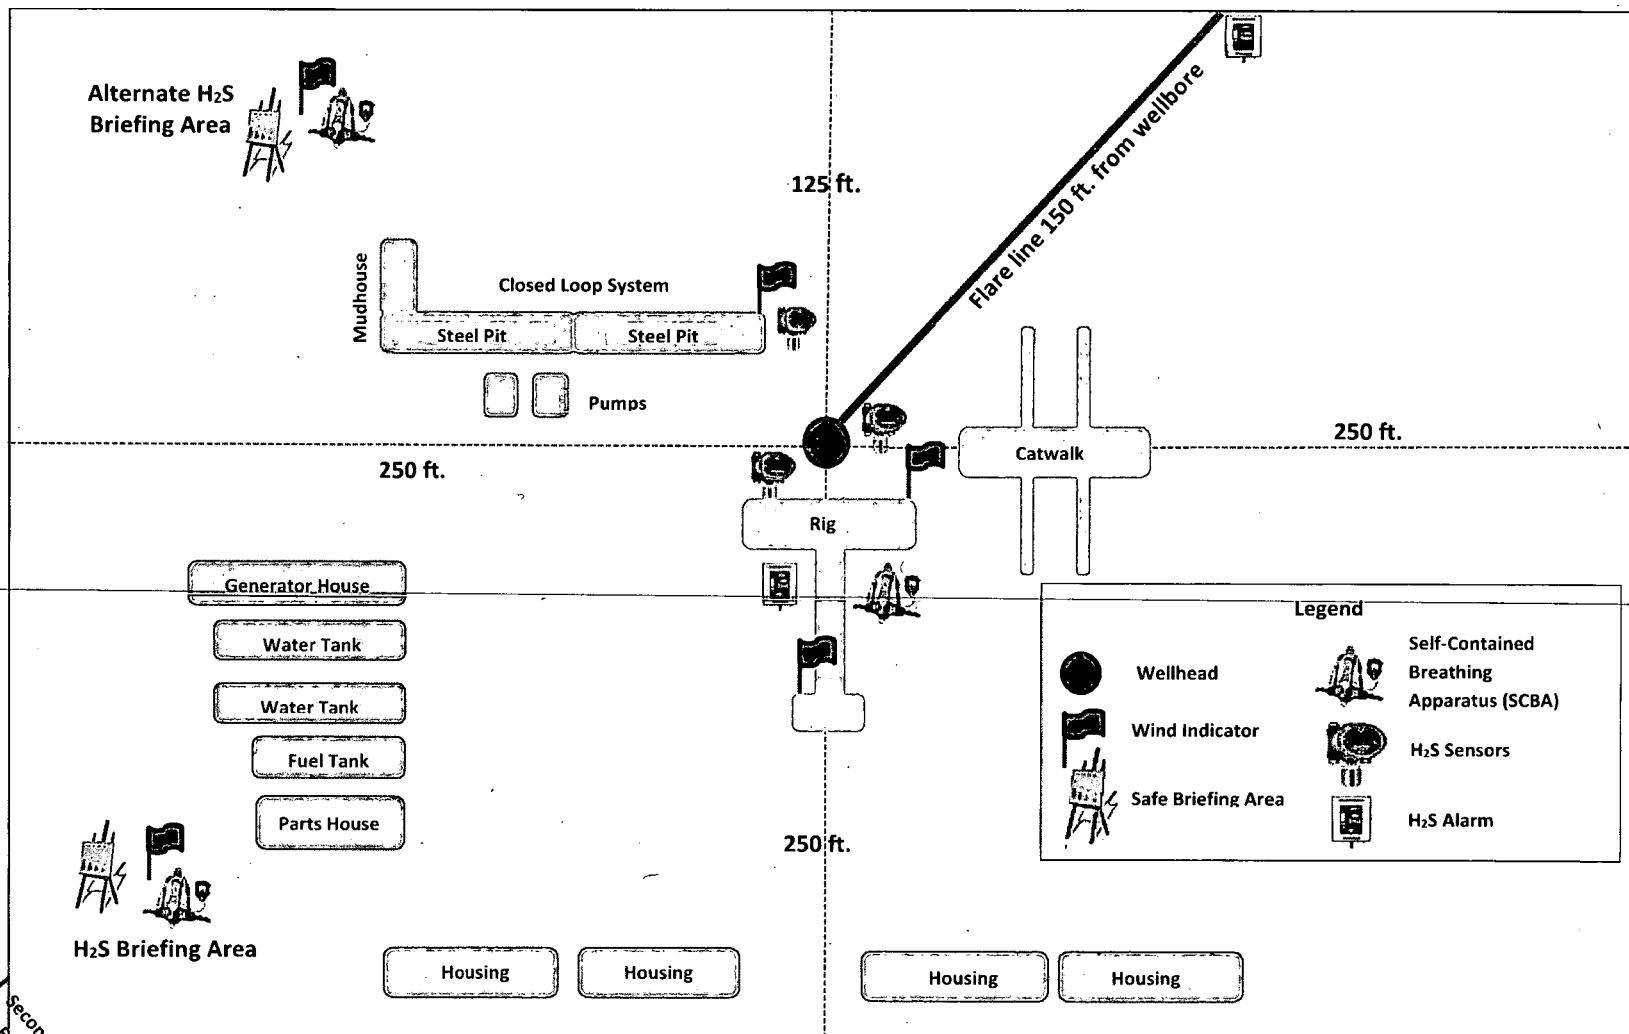 Alternate H₂S
Briefing Area
125 ft.
Flare line 150 ft. from wellbore
Mudhouse
Closed Loop System
Steel Pit
Steel Pit
Pumps
250 ft.
250 ft.
Catwalk
Rig
Generator House
Water Tank
Water Tank
Fuel Tank
Parts House
250 ft.
H₂S Briefing Area
Housing
Housing
Housing
Housing
Legend
Wellhead
Wind Indicator
Safe Briefing Area
Self-Contained
Breathing
Apparatus (SCBA)
H₂S Sensors
H₂S Alarm